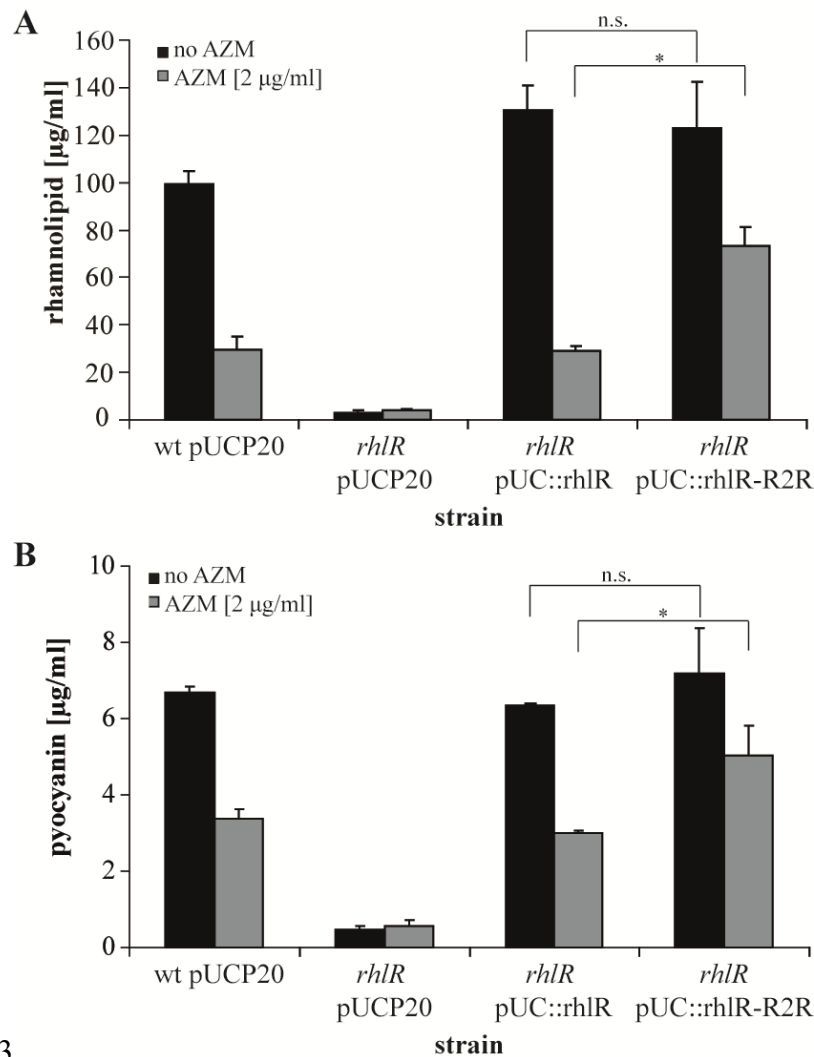 A
rhamnolipid [µg/ml]
160
140
120
100
80
60
40
20
0
no AZM
AZM [2 µg/ml]
n.s.
*
wt pUCP20
rhlR
pUCP20
rhlR
pUC::rhlR
rhlR
pUC::rhlR-R2R
strain
B
pyocyanin [µg/ml]
10
8
6
4
2
0
no AZM
AZM [2 µg/ml]
n.s.
*
wt pUCP20
rhlR
pUCP20
rhlR
pUC::rhlR
rhlR
pUC::rhlR-R2R
strain
3